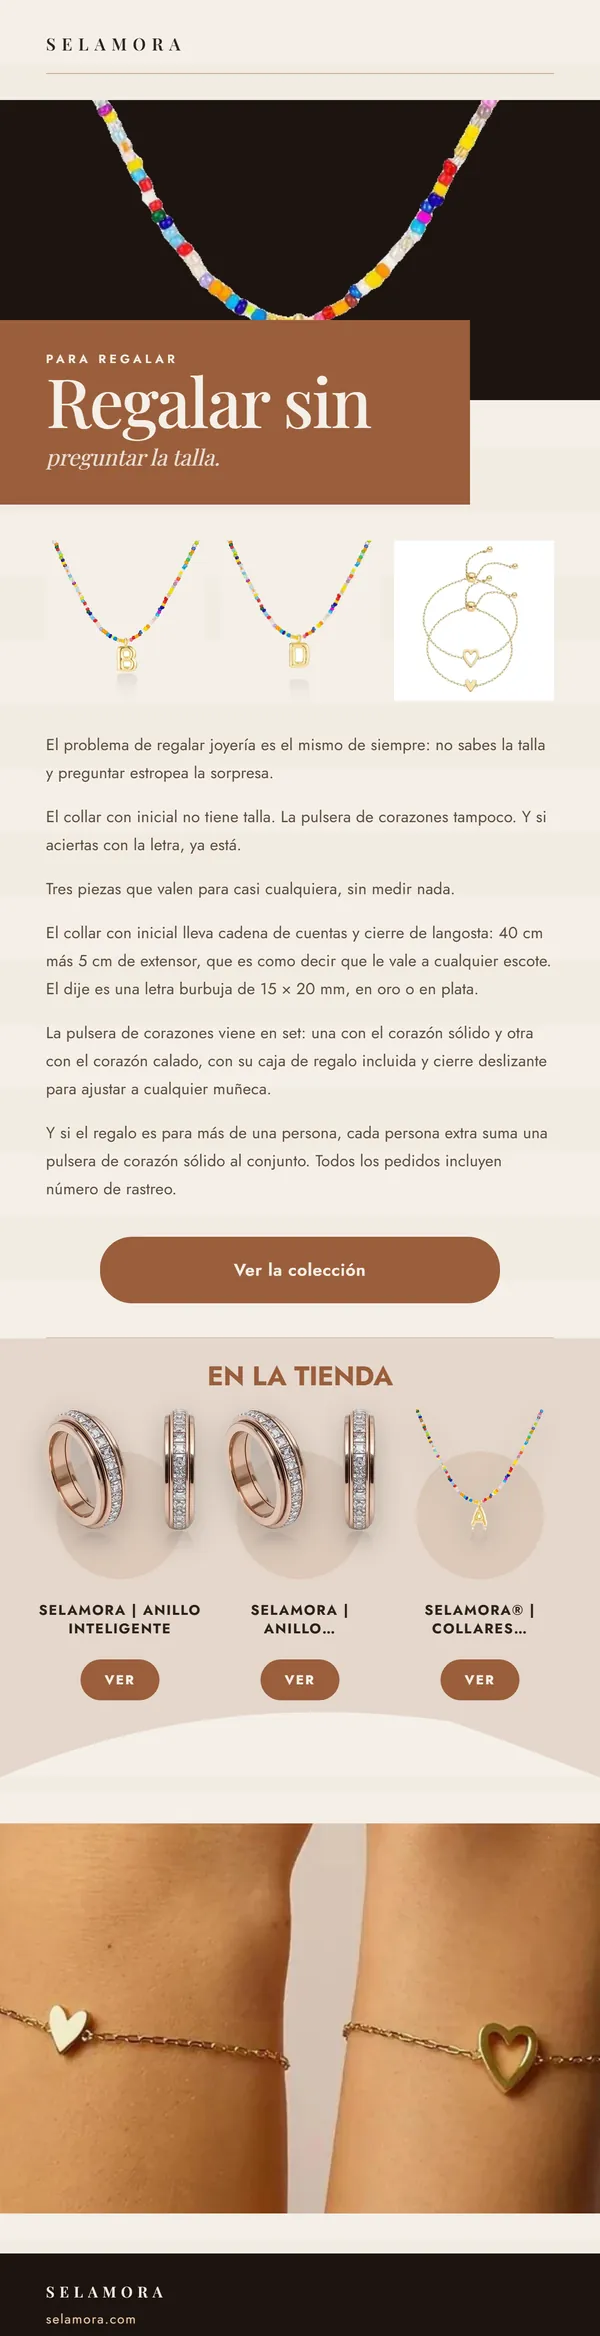 SELAMORA
PARA REGALAR
Regalar sin
preguntar la talla.
B
D
El problema de regalar joyería es el mismo de siempre: no sabes la talla
y preguntar estropea la sorpresa.
El collar con inicial no tiene talla. La pulsera de corazones tampoco. Y si
aciertas con la letra, ya está.
Tres piezas que valen para casi cualquiera, sin medir nada.
El collar con inicial lleva cadena de cuentas y cierre de langosta: 40 cm
más 5 cm de extensor, que es como decir que le vale a cualquier escote.
El dije es una letra burbuja de 15 × 20 mm, en oro o en plata.
La pulsera de corazones viene en set: una con el corazón sólido y otra
con el corazón calado, con su caja de regalo incluida y cierre deslizante
para ajustar a cualquier muñeca.
Y si el regalo es para más de una persona, cada persona extra suma una
pulsera de corazón sólido al conjunto. Todos los pedidos incluyen
número de rastreo.
Ver la colección
EN LA TIENDA
A
SELAMORA | ANILLO
INTELIGENTE
SELAMORA |
ANILLO...
SELAMORA® |
COLLARES...
VER
VER
VER
SELAMORA
selamora.com